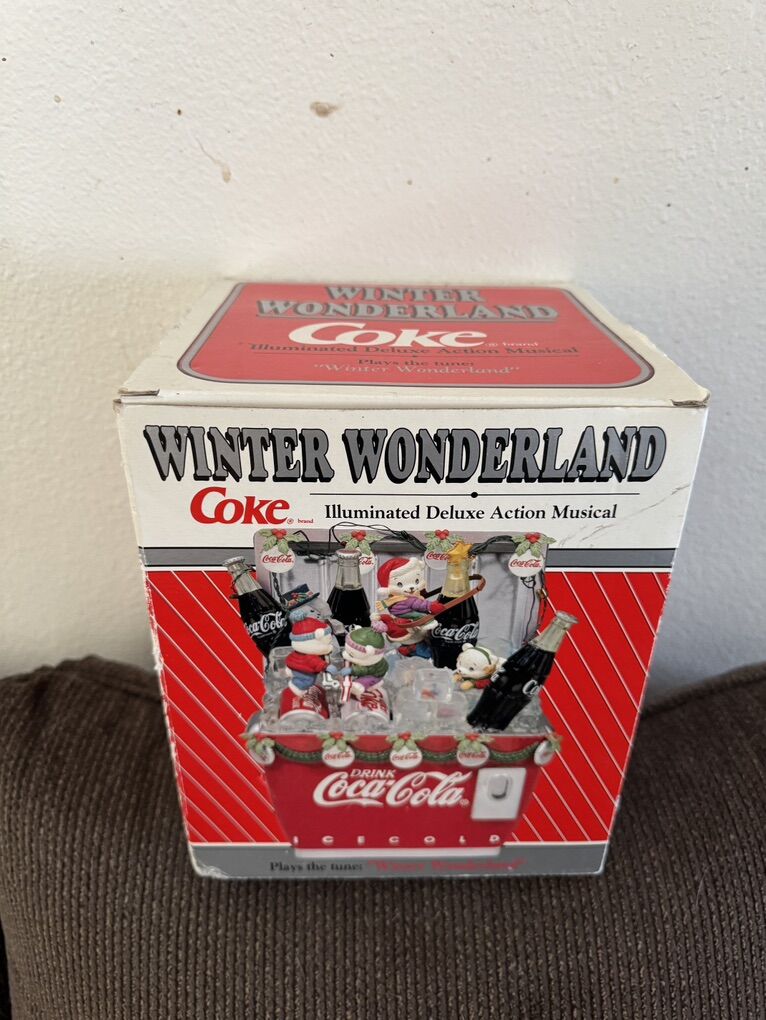 WINTER
WONDERLAND
Coke ® brand
Illuminated Deluxe Action Musical
Plays the tune:
"Winter Wonderland"
WINTER WONDERLAND
Coke ® brand
Illuminated Deluxe Action Musical
Coca-Cola
Coca-Cola
Coca-Cola
Coca-Cola
Coca-Cola
Coca-Cola
Coca-Cola
DRINK
Coca-Cola ®
ICE COLD
Plays the tune: "Winter Wonderland"